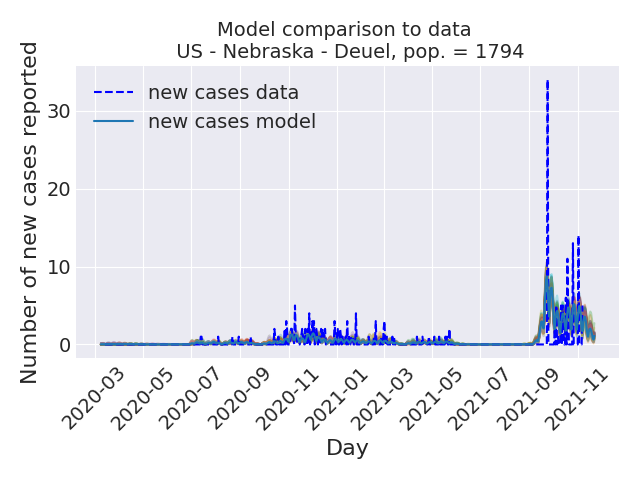 Model comparison to data
US - Nebraska - Deuel, pop. = 1794
Number of new cases reported
30
20
10
0
new cases data
new cases model
2020-03
2020-05
2020-07
2020-09
2020-11
2021-01
2021-03
2021-05
2021-07
2021-09
2021-11
Day